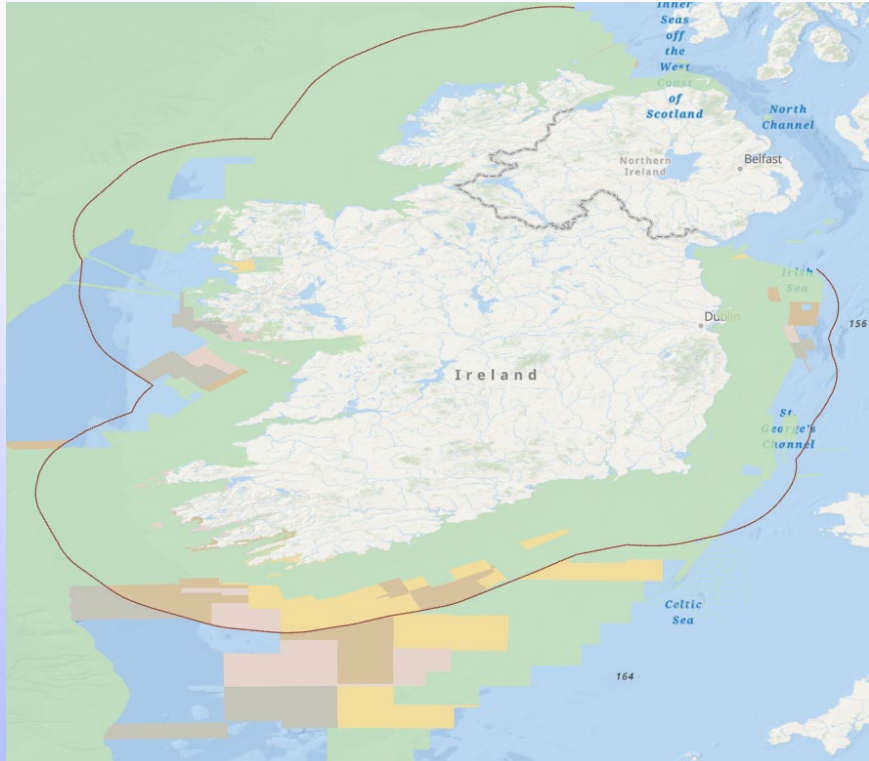 Inner
Seas
off
the
West
Coast
of
Scotland
North
Channel
Belfast
Northern
Ireland
Irish
Sea
Dublin
156
Ireland
St.
George's
Channel
Celtic
Sea
164